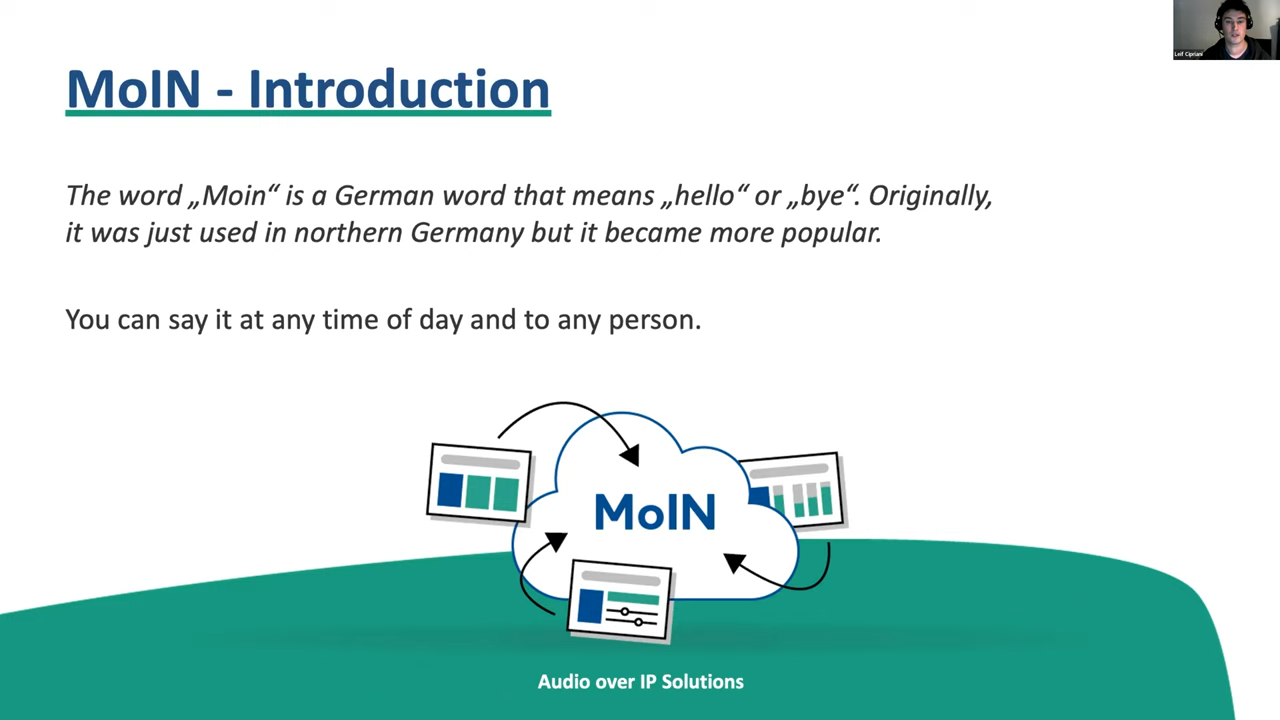 MoIN - Introduction
Leif Cipriani
The word „Moin“ is a German word that means „hello“ or „bye“. Originally,
it was just used in northern Germany but it became more popular.
You can say it at any time of day and to any person.
MoIN
Audio over IP Solutions